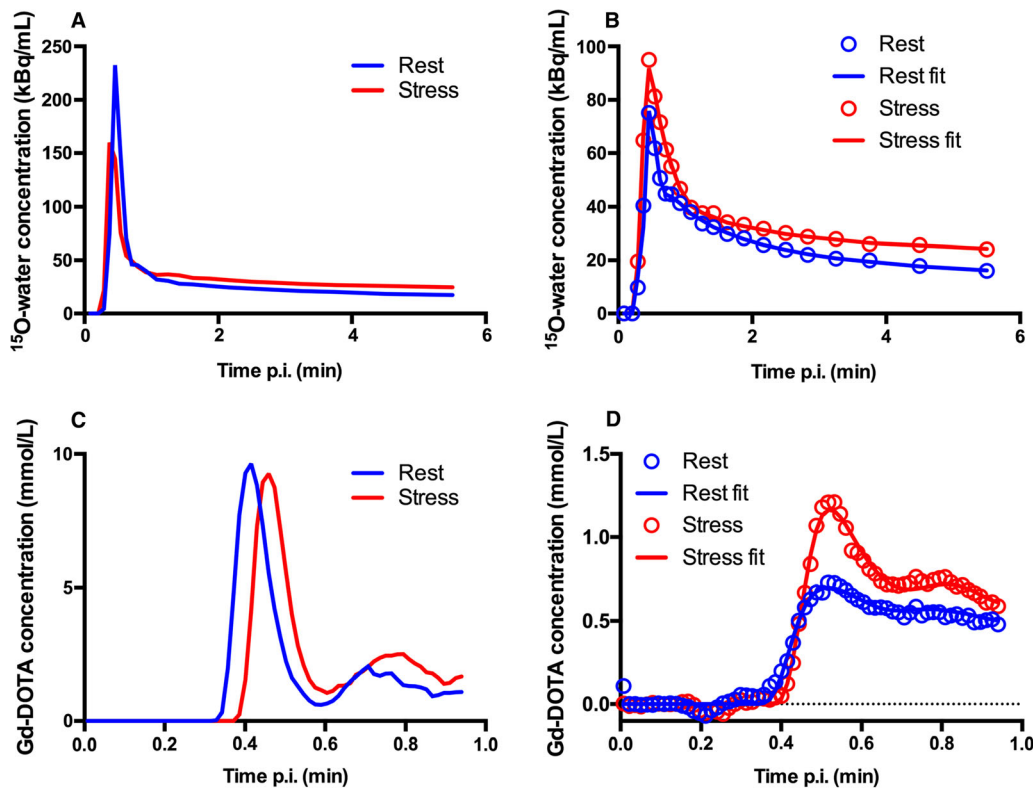 A
¹⁵O-water concentration (kBq/mL)
250
200
150
100
50
0
0 2 4 6
Time p.i. (min)
Rest
Stress
B
¹⁵O-water concentration (kBq/mL)
100
80
60
40
20
0
0 2 4 6
Time p.i. (min)
Rest
Rest fit
Stress
Stress fit
C
Gd-DOTA concentration (mmol/L)
10
5
0
0.0 0.2 0.4 0.6 0.8 1.0
Time p.i. (min)
Rest
Stress
D
Gd-DOTA concentration (mmol/L)
1.5
1.0
0.5
0.0
0.0 0.2 0.4 0.6 0.8 1.0
Time p.i. (min)
Rest
Rest fit
Stress
Stress fit